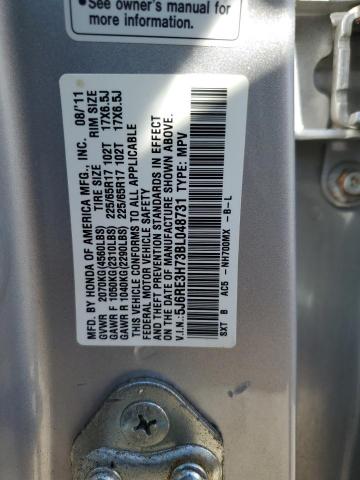 See owner's manual for
more information.
MFD. BY HONDA OF AMERICA MFG., INC. 08/'11
TIRE SIZE RIM SIZE
GVWR 2070KG(4560LBS)
GAWR F 1050KG(2310LBS) 225/65R17 102T 17X6.5J
GAWR R 1040KG(2290LBS) 225/65R17 102T 17X6.5J
THIS VEHICLE CONFORMS TO ALL APPLICABLE
FEDERAL MOTOR VEHICLE SAFETY
AND THEFT PREVENTION STANDARDS IN EFFECT
ON THE DATE OF MANUFACTURE SHOWN ABOVE.
V.I.N.:5J6RE3H73BL048731 TYPE: MPV
SXT B AC5 -NH700MX -B-L